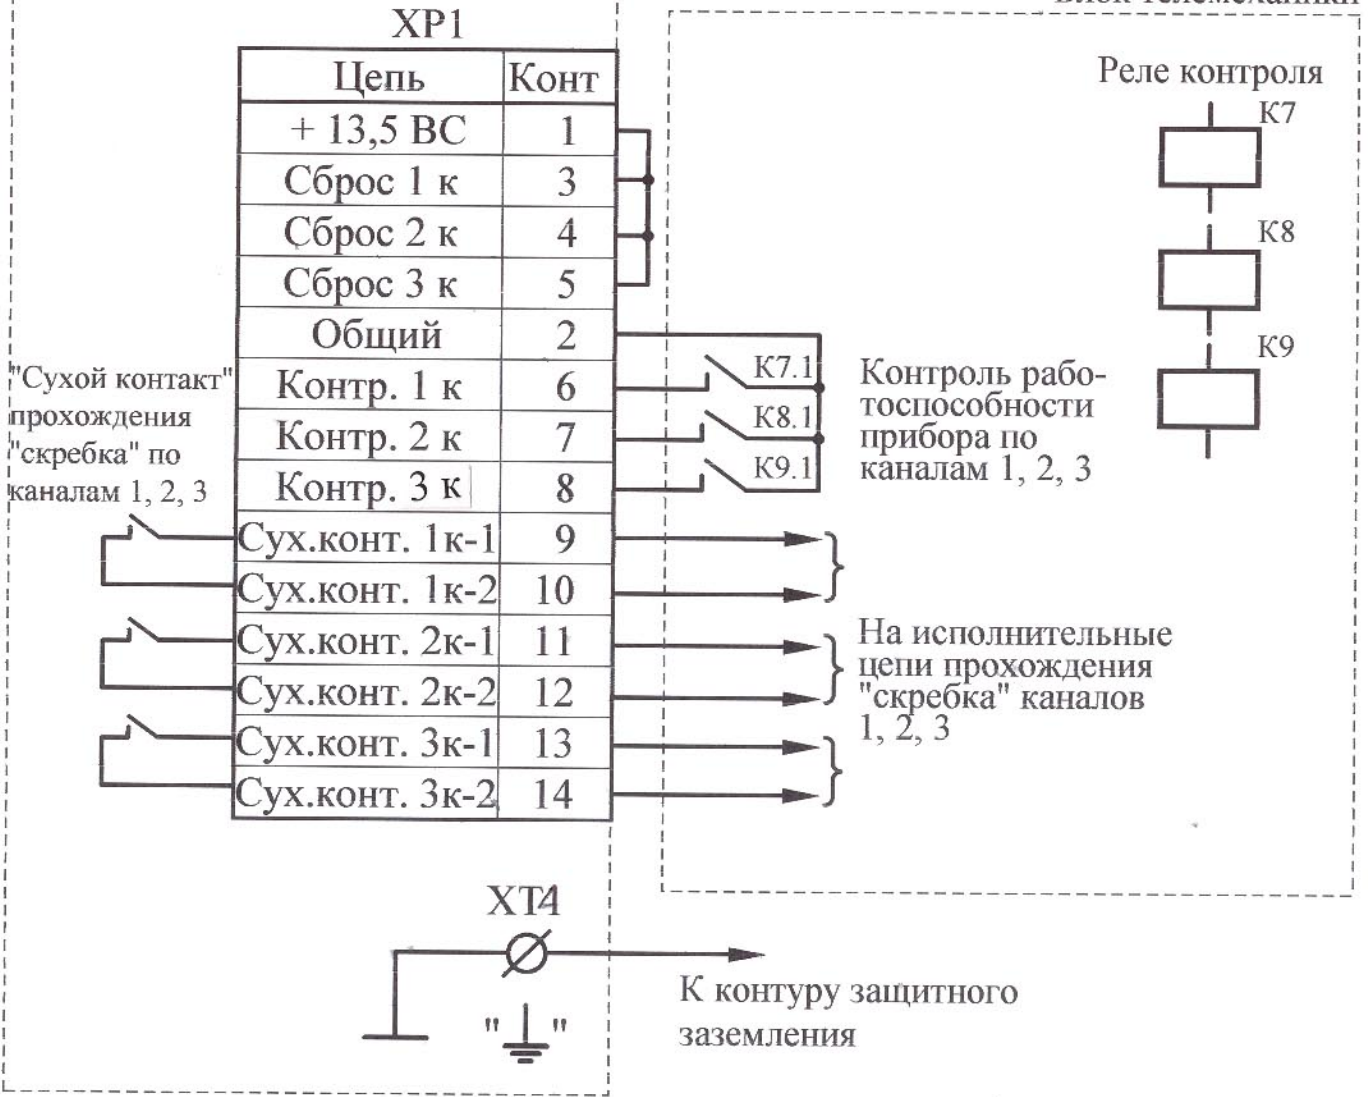 Блок телемеханики
ХР1
Реле контроля
Цепь Конт
К7
+ 13,5 ВС 1
Сброс 1 к 3
Сброс 2 к 4
К8
Сброс 3 к 5
Общий 2
К9
"Сухой контакт"
прохождения
"скребка" по
каналам 1, 2, 3
Контр. 1 к 6
Контр. 2 к 7
Контр. 3 к 8
К7.1
К8.1
К9.1
Контроль рабо-
тоспособности
прибора по
каналам 1, 2, 3
Сух.конт. 1к-1 9
Сух.конт. 1к-2 10
Сух.конт. 2к-1 11
Сух.конт. 2к-2 12
Сух.конт. 3к-1 13
Сух.конт. 3к-2 14
На исполнительные
цепи прохождения
"скребка" каналов
1, 2, 3
ХТ4
" "
К контуру защитного
заземления